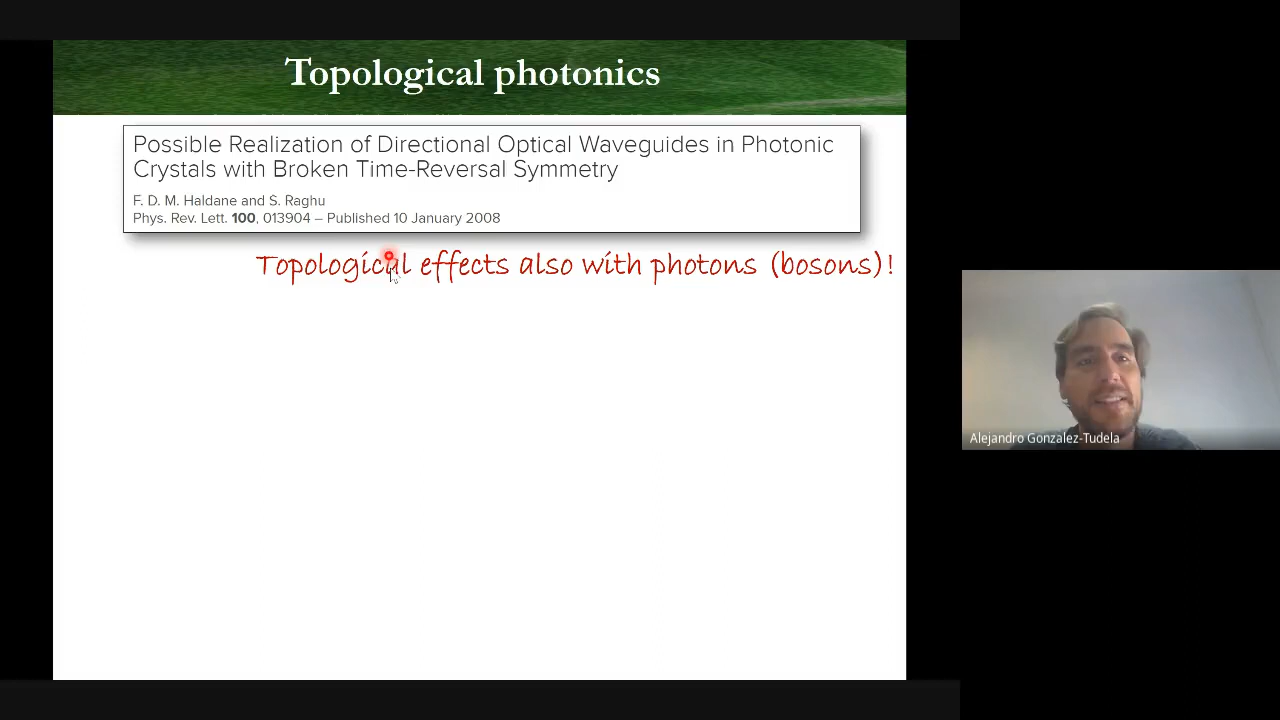 Topological photonics
Possible Realization of Directional Optical Waveguides in Photonic
Crystals with Broken Time-Reversal Symmetry
F. D. M. Haldane and S. Raghu
Phys. Rev. Lett. 100, 013904 – Published 10 January 2008
Topological effects also with photons (bosons)!
Alejandro Gonzalez-Tudela